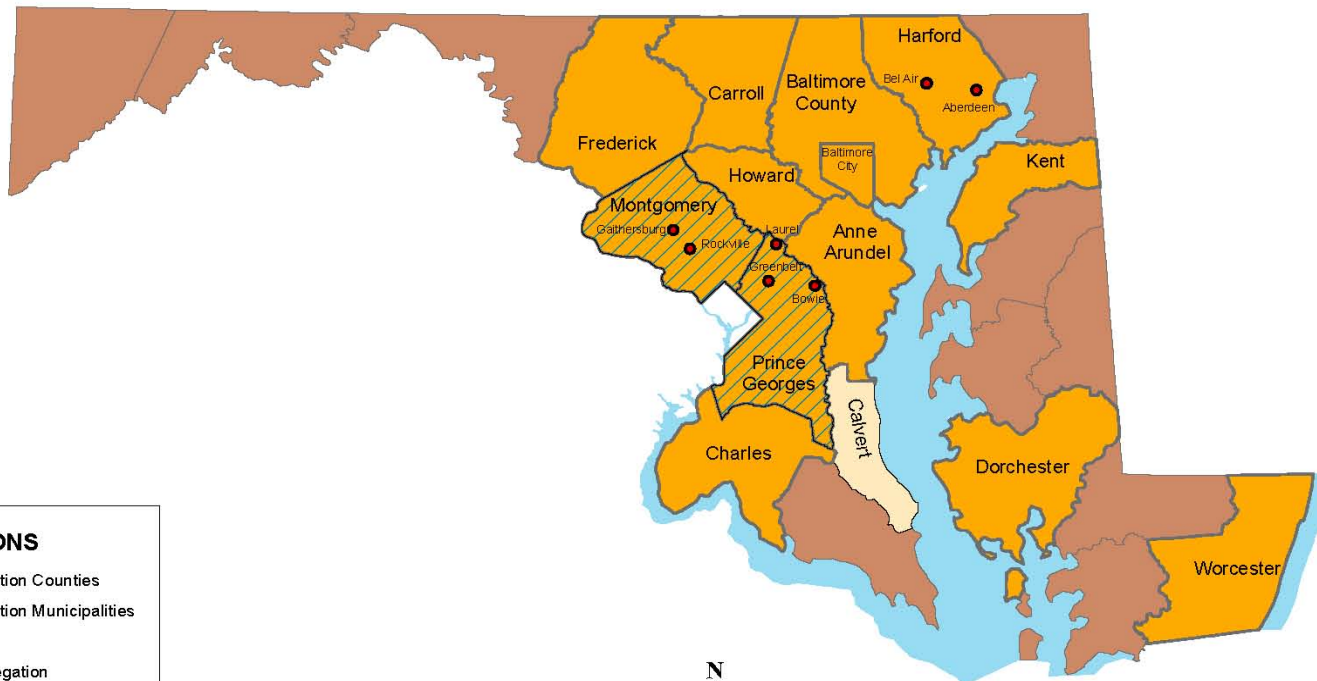 Harford
Bel Air
Aberdeen
Carroll
Baltimore
County
Frederick
Baltimore
City
Kent
Howard
Montgomery
Gaithersburg
Rockville
Laurel
Anne
Arundel
Greenbelt
Bowie
Prince
Georges
Calvert
Charles
Dorchester
Worcester
ONS
tion Counties
tion Municipalities
egation
N